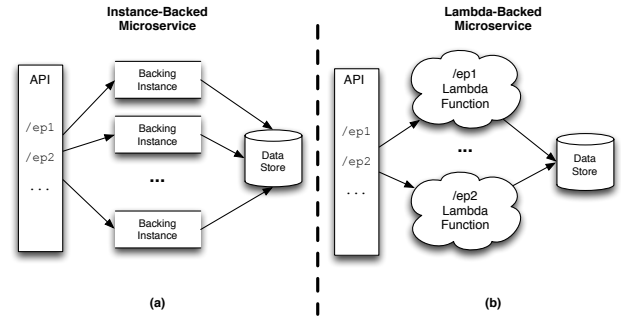 Instance-Backed
Microservice
API
/ep1
/ep2
...
Backing
Instance
Backing
Instance
...
Backing
Instance
Data
Store
(a)
Lambda-Backed
Microservice
API
/ep1
/ep2
...
/ep1
Lambda
Function
...
/ep2
Lambda
Function
Data
Store
(b)